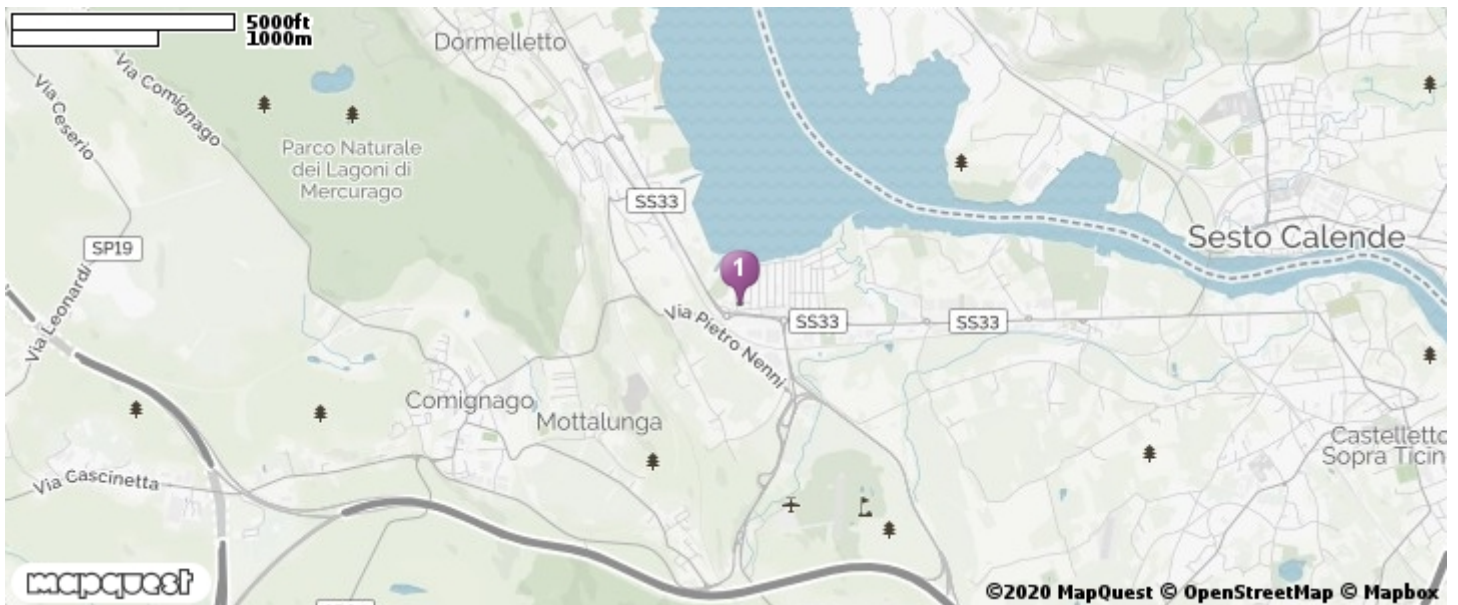 5000ft
1000m
Dormelletto
Via Comignago
Via Ceserio
Parco Naturale
dei Lagoni di
Mercurago
SS33
SP19
Sesto Calende
1
Via Leonardi
Via Pietro Nenni
SS33
SS33
Comignago
Mottalunga
Castelletto
Sopra Ticin
Via Cascinetta
mapquest
©2020 MapQuest © OpenStreetMap © Mapbox